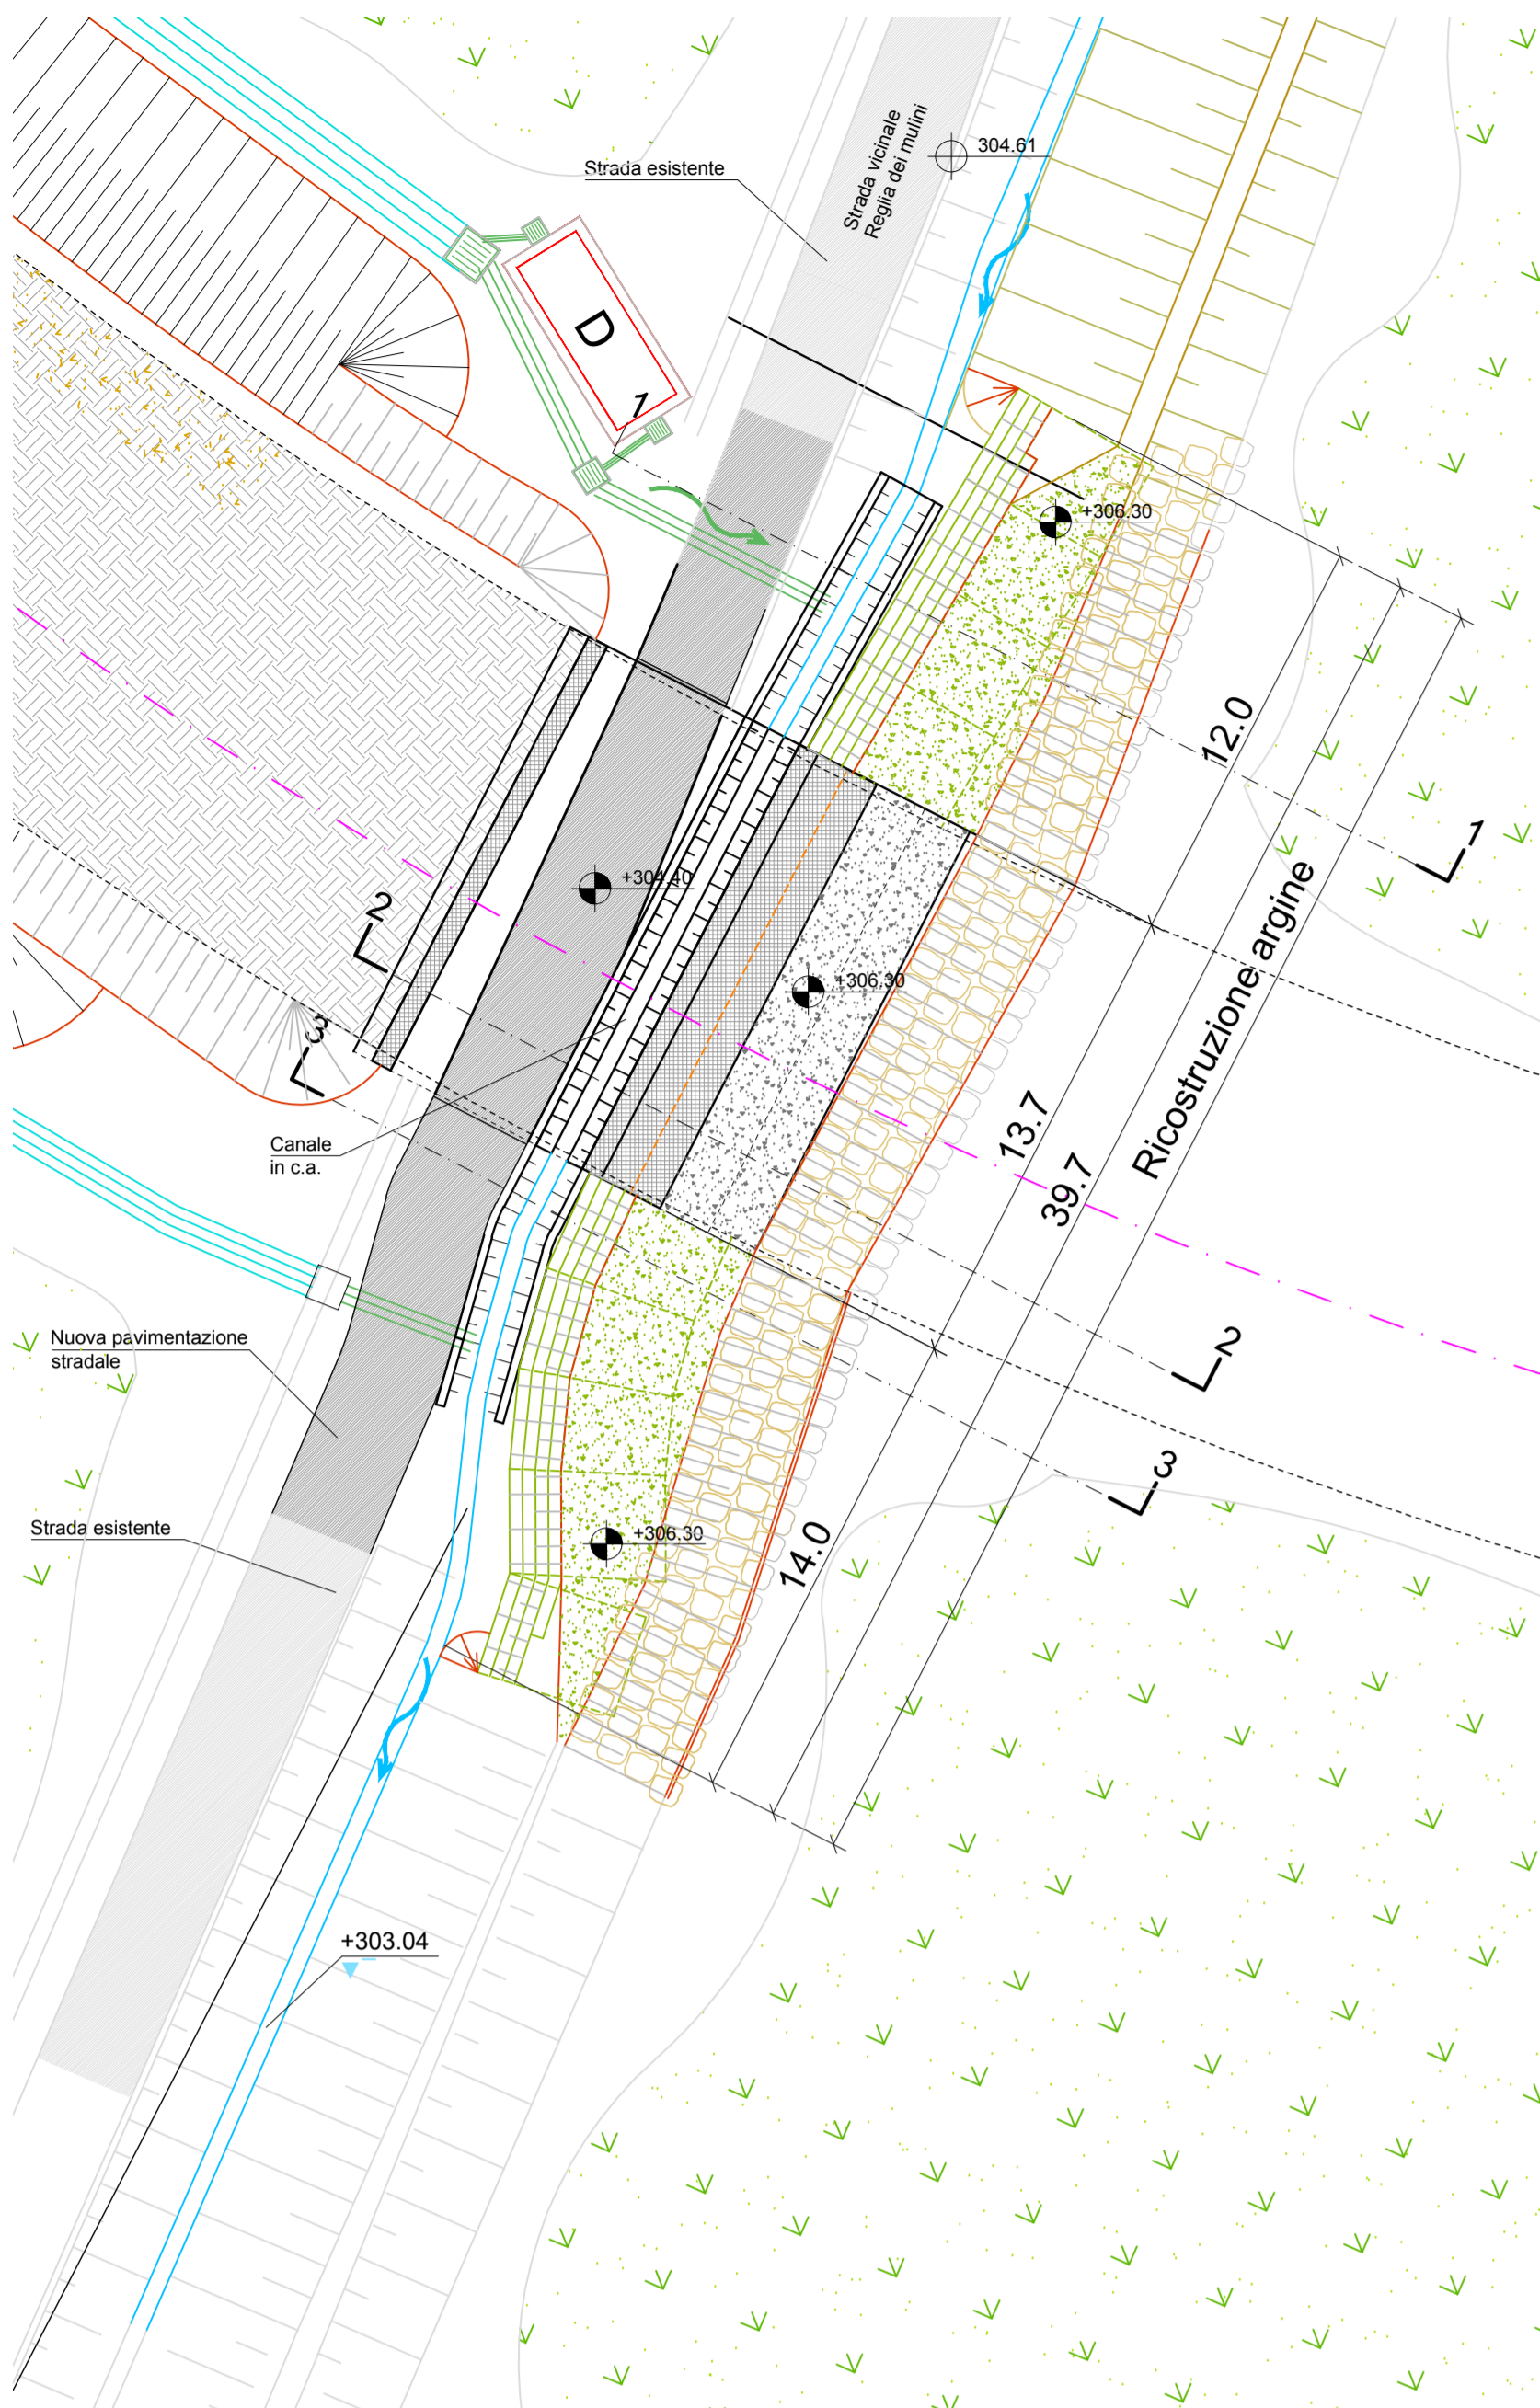 304.61
Strada esistente
Strada vicinale
Reglia dei mulini
D
1
+306.30
12.0
1
+304.40
2
+306.30
3
Ricostruzione argine
13.7
39.7
Canale
in c.a.
Nuova pavimentazione
stradale
2
3
Strada esistente
+306.30
14.0
+303.04